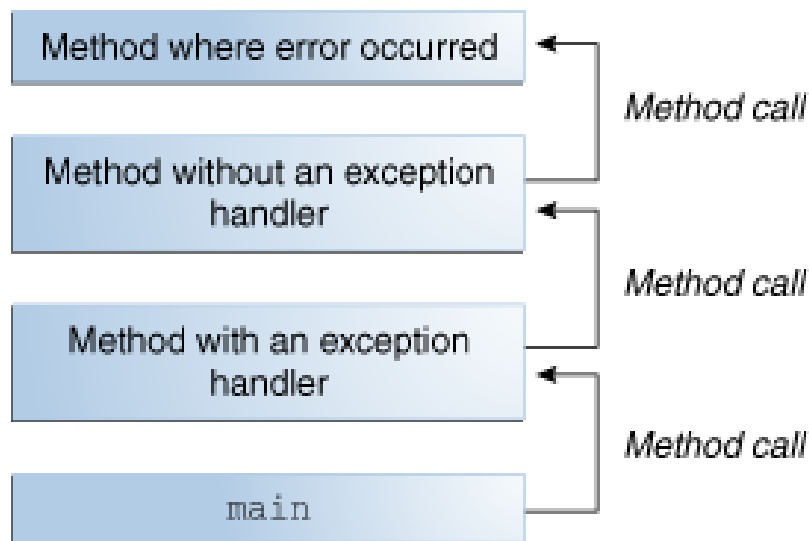 Method where error occurred
Method call
Method without an exception
handler
Method call
Method with an exception
handler
Method call
main